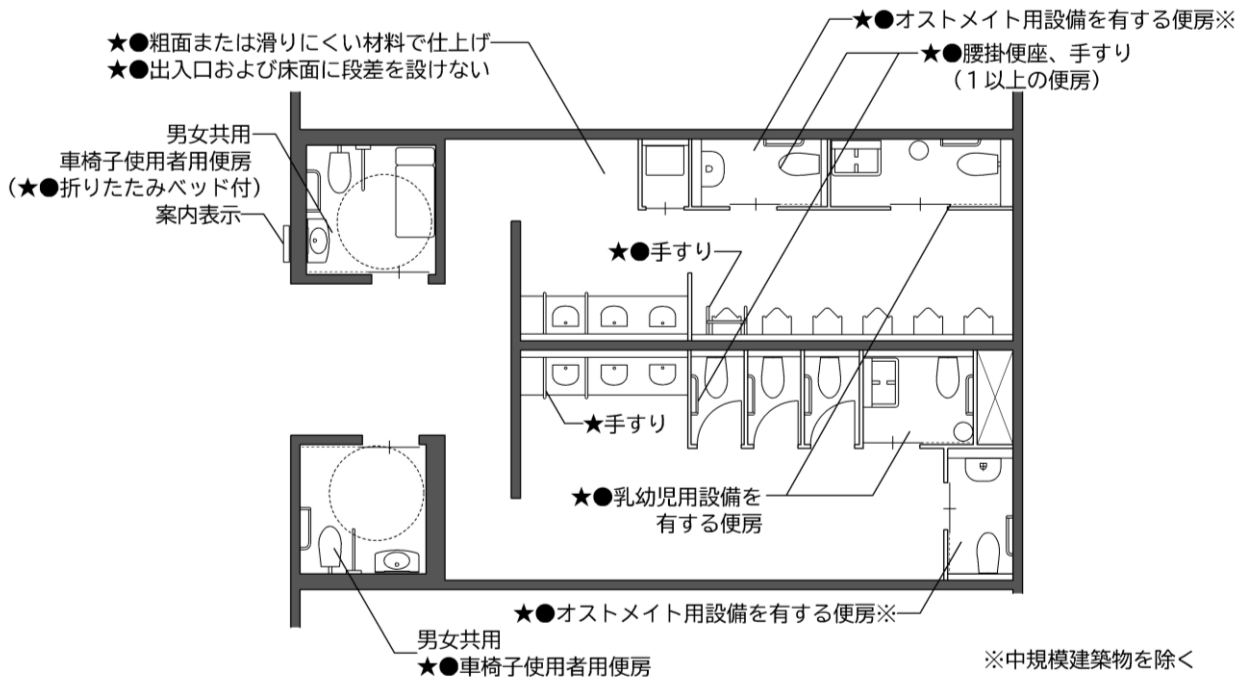 ★●オストメイト用設備を有する便房※
★●粗面または滑りにくい材料で仕上げ
★●出入口および床面に段差を設けない
★●腰掛便座、手すり
（１以上の便房）
男女共用
車椅子使用者用便房
（★●折りたたみベッド付）
案内表示
★●手すり
★手すり
★●乳幼児用設備を
有する便房
★●オストメイト用設備を有する便房※
男女共用
★●車椅子使用者用便房
※中規模建築物を除く